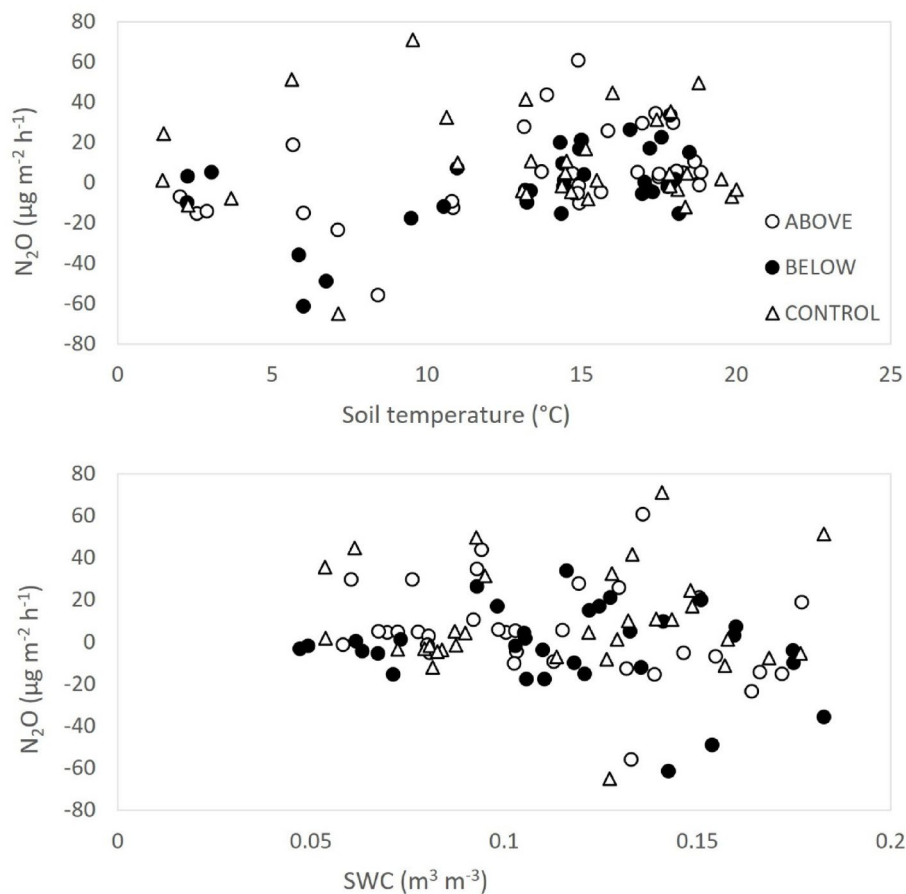 80
60
40
20
0
-20
-40
-60
-80
N₂O (µg m⁻² h⁻¹)
ABOVE
BELOW
CONTROL
0 5 10 15 20 25
Soil temperature (°C)
80
60
40
20
0
-20
-40
-60
-80
N₂O (µg m⁻² h⁻¹)
0 0.05 0.1 0.15 0.2
SWC (m³ m⁻³)